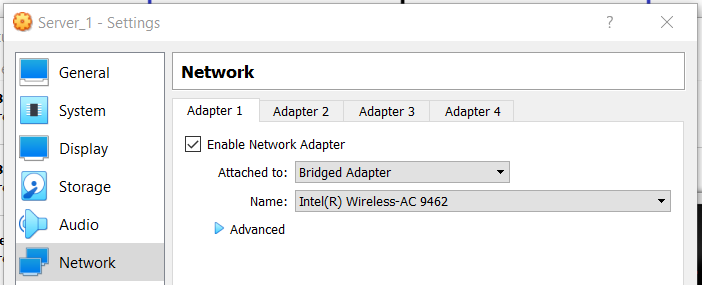 Server_1 - Settings
?
General
System
Display
Storage
Audio
Network
Network
Adapter 1 Adapter 2 Adapter 3 Adapter 4
Enable Network Adapter
Attached to: Bridged Adapter
Name: Intel(R) Wireless-AC 9462
Advanced